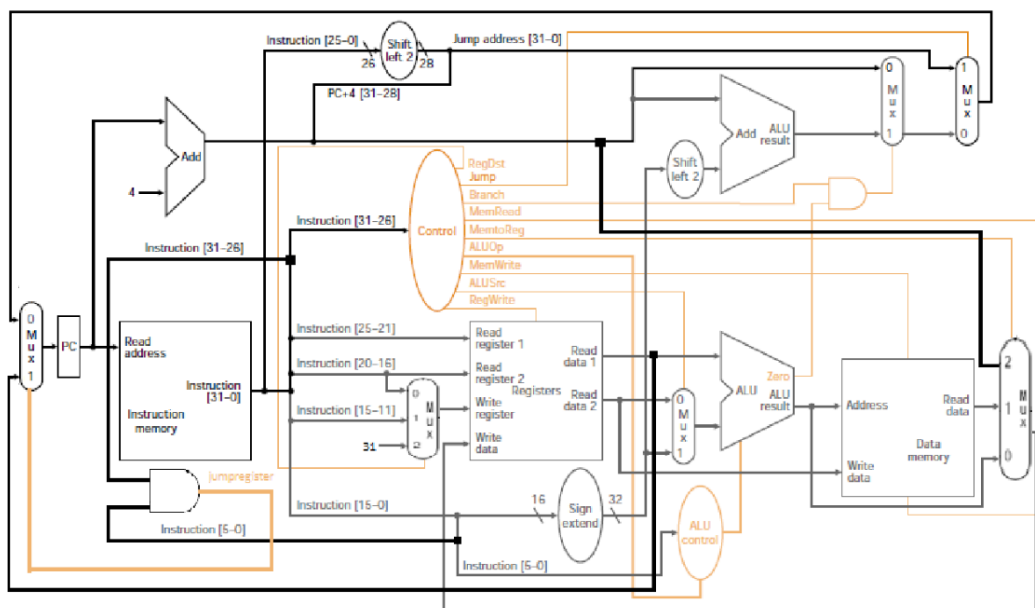 Instruction [25–0]
26
Shift
left 2
28
Jump address [31–0]
PC+4 [31–28]
0
M
u
x
1
1
M
u
x
0
Add
4
Add
ALU
result
Shift
left 2
RegDst
Jump
Branch
MemRead
MemtoReg
ALUOp
MemWrite
ALUSrc
RegWrite
Control
Instruction [31–26]
Instruction [31–26]
0
M
u
x
1
PC
Read
address
Instruction
[31–0]
Instruction
memory
Instruction [25–21]
Instruction [20–16]
Instruction [15–11]
31
0
1
2
M
u
x
Read
register 1
Read
register 2
Write
register
Write
data
Registers
Read
data 1
Read
data 2
0
M
u
x
1
Zero
ALU
ALU
result
Address
Write
data
Read
data
Data
memory
2
1
0
M
u
x
jumpregister
Instruction [15–0]
16
Sign
extend
32
Instruction [5–0]
Instruction [5–0]
ALU
control